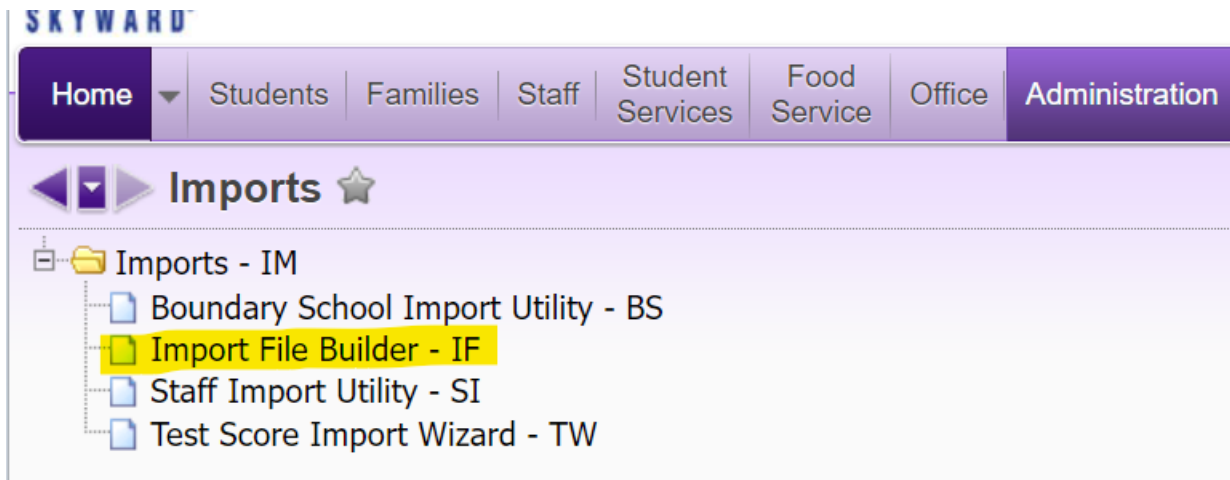 SKYWARD
Home Students Families Staff Student Services Food Service Office Administration
Imports
Imports - IM
Boundary School Import Utility - BS
Import File Builder - IF
Staff Import Utility - SI
Test Score Import Wizard - TW